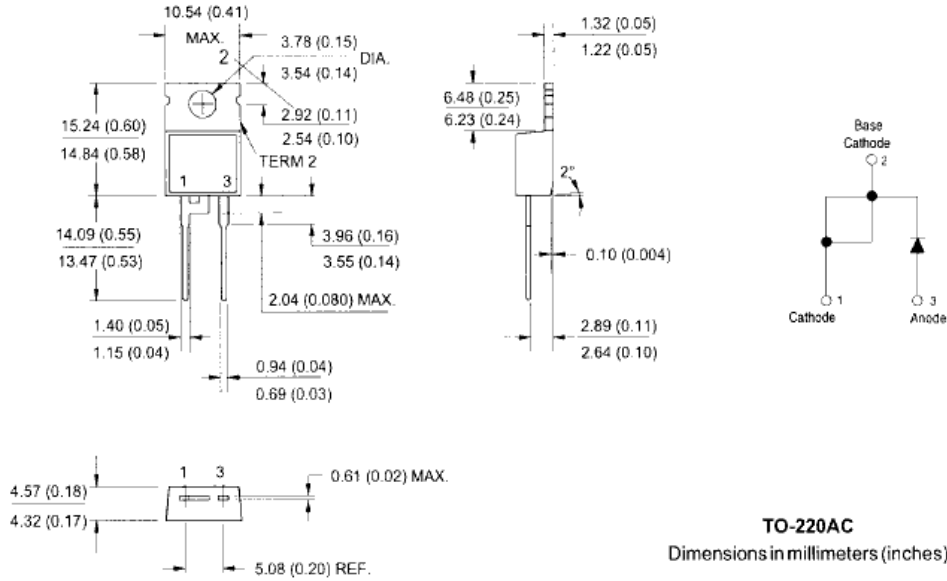 10.54 (0.41)
MAX.
2
3.78 (0.15)
3.54 (0.14)
DIA.
2.92 (0.11)
2.54 (0.10)
TERM 2
15.24 (0.60)
14.84 (0.58)
1 3
14.09 (0.55)
13.47 (0.53)
3.96 (0.16)
3.55 (0.14)
2.04 (0.080) MAX.
1.40 (0.05)
1.15 (0.04)
0.94 (0.04)
0.69 (0.03)
1.32 (0.05)
1.22 (0.05)
6.48 (0.25)
6.23 (0.24)
2°
0.10 (0.004)
2.89 (0.11)
2.64 (0.10)
Base
Cathode
2
1
Cathode
3
Anode
1 3
4.57 (0.18)
4.32 (0.17)
0.61 (0.02) MAX.
5.08 (0.20) REF.
TO-220AC
Dimensions in millimeters (inches)